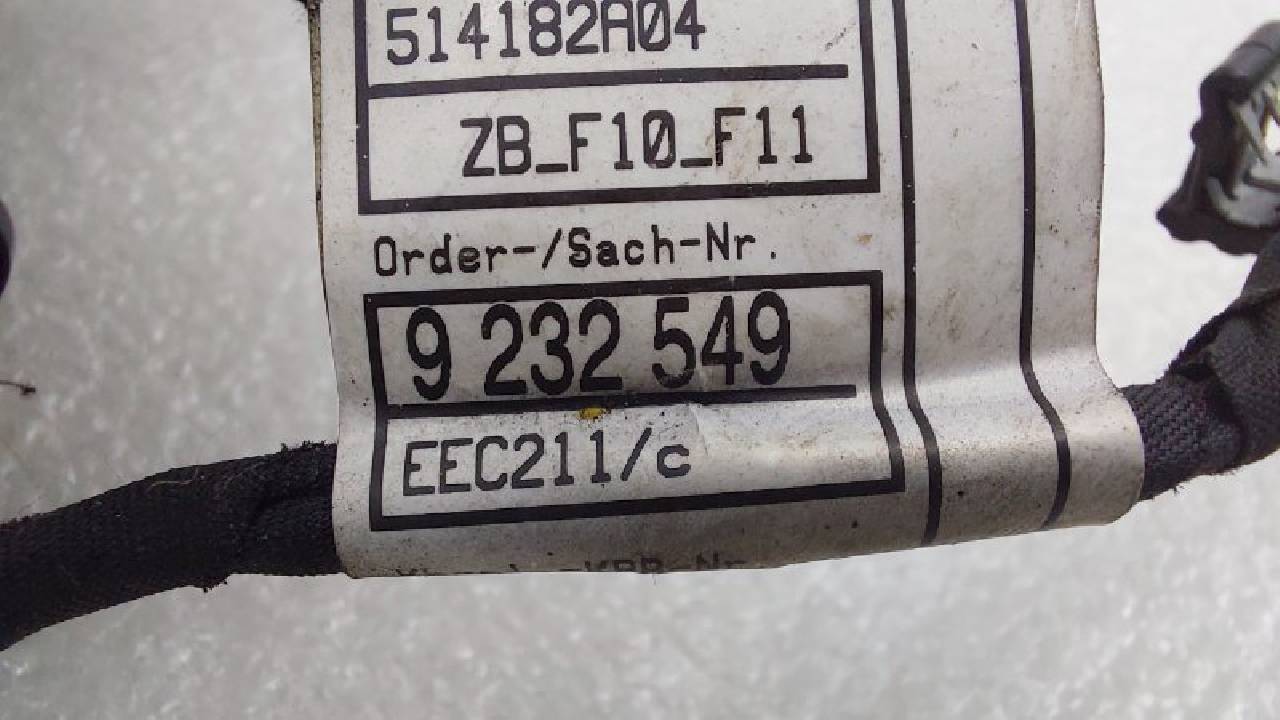 514182A04
ZB_F10_F11
Order-/Sach-Nr.
9 232 549
EEC211/c